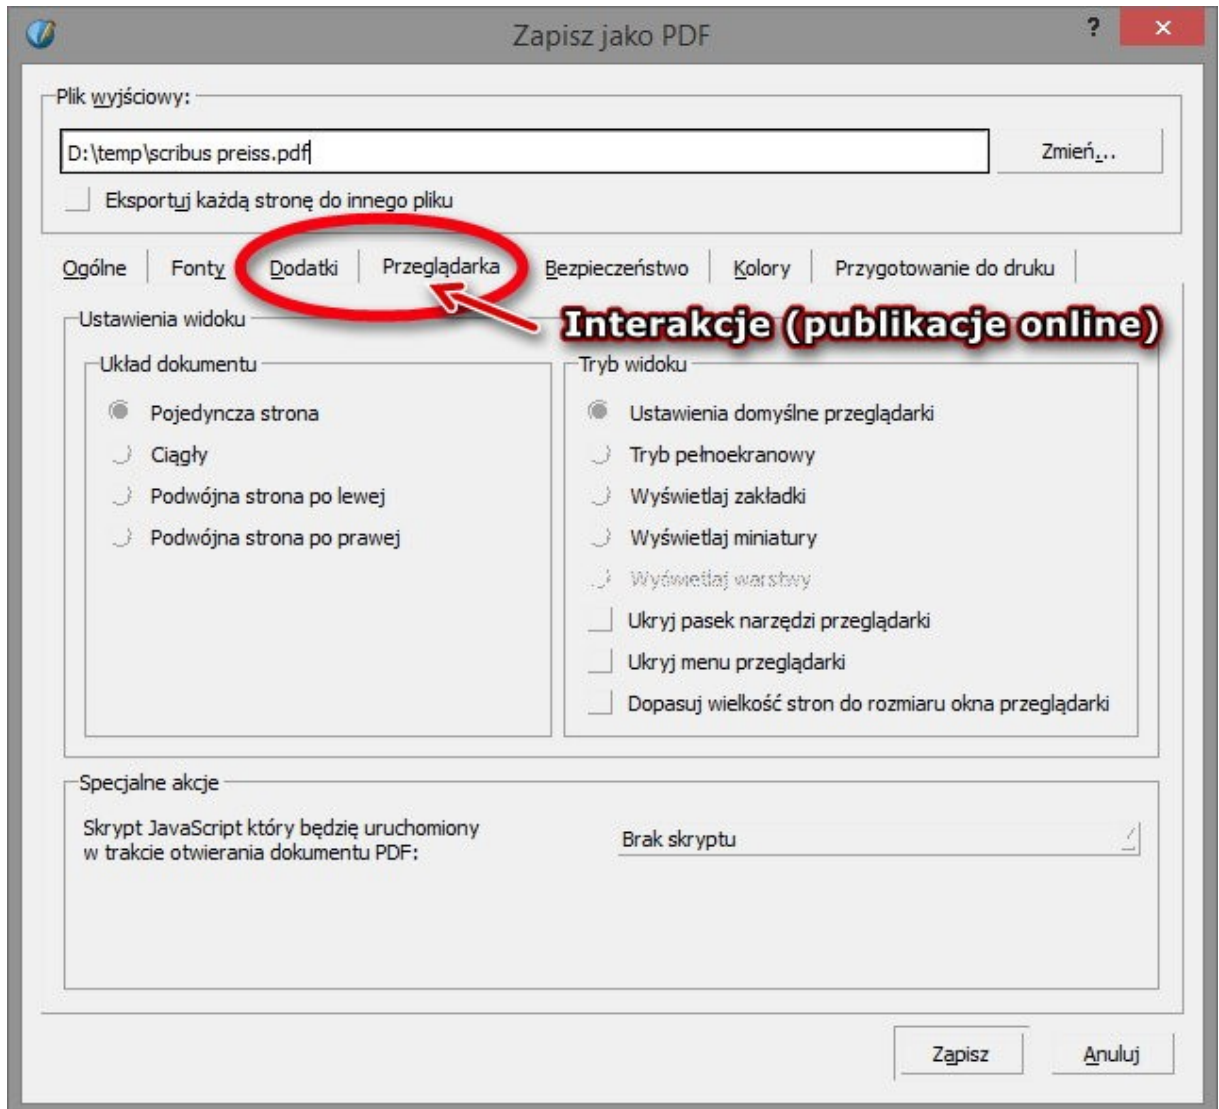 Zapisz jako PDF
?
Plik wyjściowy:
D:\temp\scribus preiss.pdf
Zmień...
Eksportuj każdą stronę do innego pliku
Ogólne Fonty Dodatki Przeglądarka Bezpieczeństwo Kolory Przygotowanie do druku
Interakcje (publikacje online)
Ustawienia widoku
Układ dokumentu
Pojedyncza strona
Ciągły
Podwójna strona po lewej
Podwójna strona po prawej
Tryb widoku
Ustawienia domyślne przeglądarki
Tryb pełnoekranowy
Wyświetlaj zakładki
Wyświetlaj miniatury
Wyświetlaj warstwy
Ukryj pasek narzędzi przeglądarki
Ukryj menu przeglądarki
Dopasuj wielkość stron do rozmiaru okna przeglądarki
Specjalne akcje
Skrypt JavaScript który będzię uruchomiony
w trakcie otwierania dokumentu PDF:
Brak skryptu
Zapisz
Anuluj